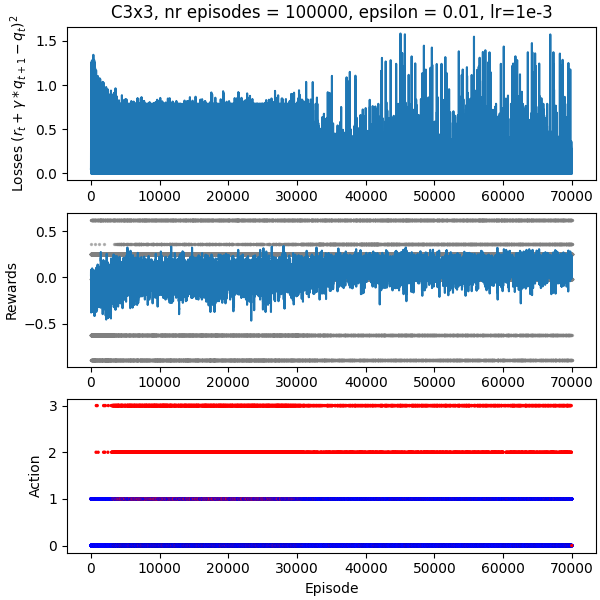 C3x3, nr episodes = 100000, epsilon = 0.01, lr=1e-3
Losses $(r_t + \gamma * q_{t+1} - q_t)^2$
1.5
1.0
0.5
0.0
0 10000 20000 30000 40000 50000 60000 70000
Rewards
0.5
0.0
−0.5
0 10000 20000 30000 40000 50000 60000 70000
Action
3
2
1
0
0 10000 20000 30000 40000 50000 60000 70000
Episode